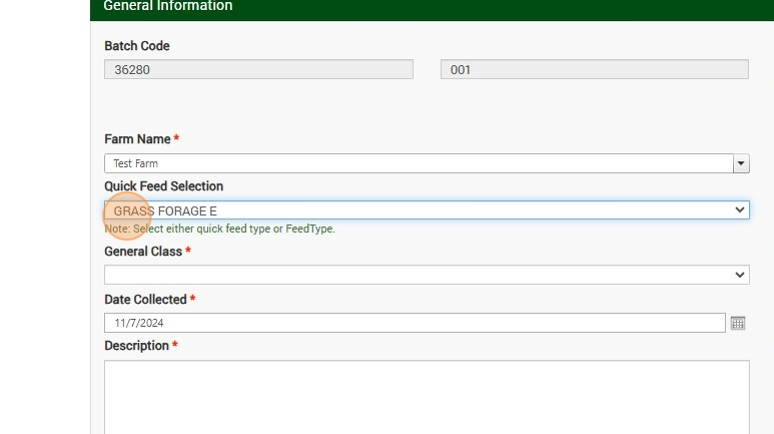 General Information
Batch Code
36280 001
Farm Name *
Test Farm
Quick Feed Selection
GRASS FORAGE E
Note: Select either quick feed type or FeedType.
General Class *
Date Collected *
11/7/2024
Description *